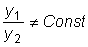 y₁/y₂ ≠ Const